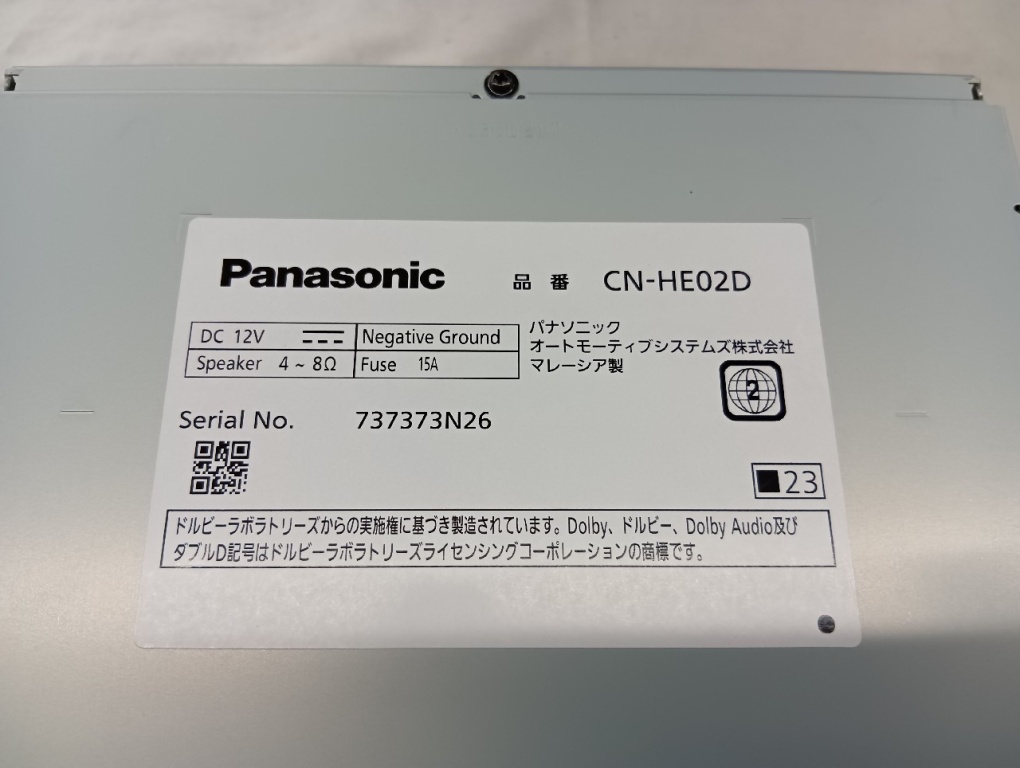 Panasonic 品番 CN-HE02D
DC 12V ⎓ Negative Ground
Speaker 4 ~ 8Ω Fuse 15A
パナソニック
オートモーティブシステムズ株式会社
マレーシア製
2
Serial No. 737373N26
■23
ドルビーラボラトリーズからの実施権に基づき製造されています。Dolby、ドルビー、Dolby Audio及び
ダブルD記号はドルビーラボラトリーズライセンシングコーポレーションの商標です。